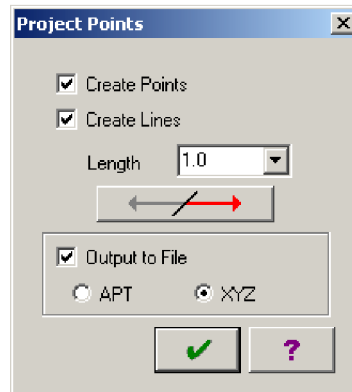 Project Points
Create Points
Create Lines
Length 1.0
Output to File
APT XYZ
?